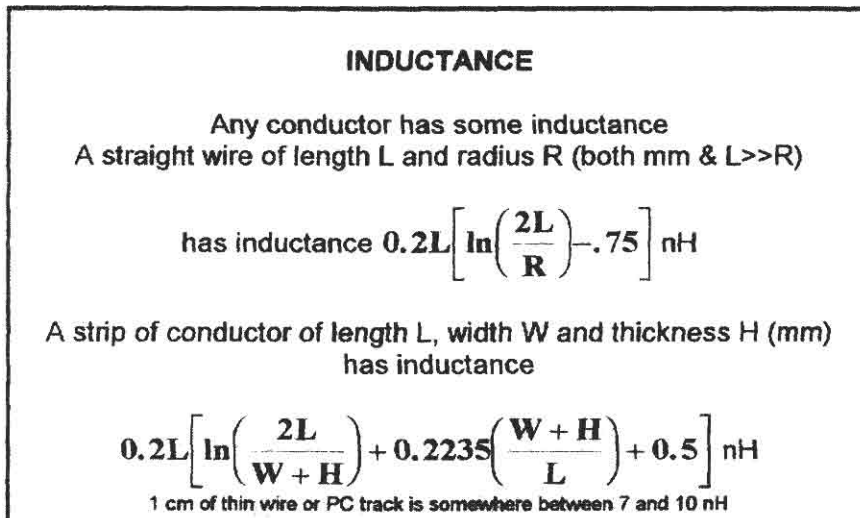 INDUCTANCE
Any conductor has some inductance
A straight wire of length L and radius R (both mm & L>>R)
has inductance 0.2L[ln(2L/R)-.75] nH
A strip of conductor of length L, width W and thickness H (mm)
has inductance
0.2L[ln(2L/(W + H)) + 0.2235((W + H)/L) + 0.5] nH
1 cm of thin wire or PC track is somewhere between 7 and 10 nH